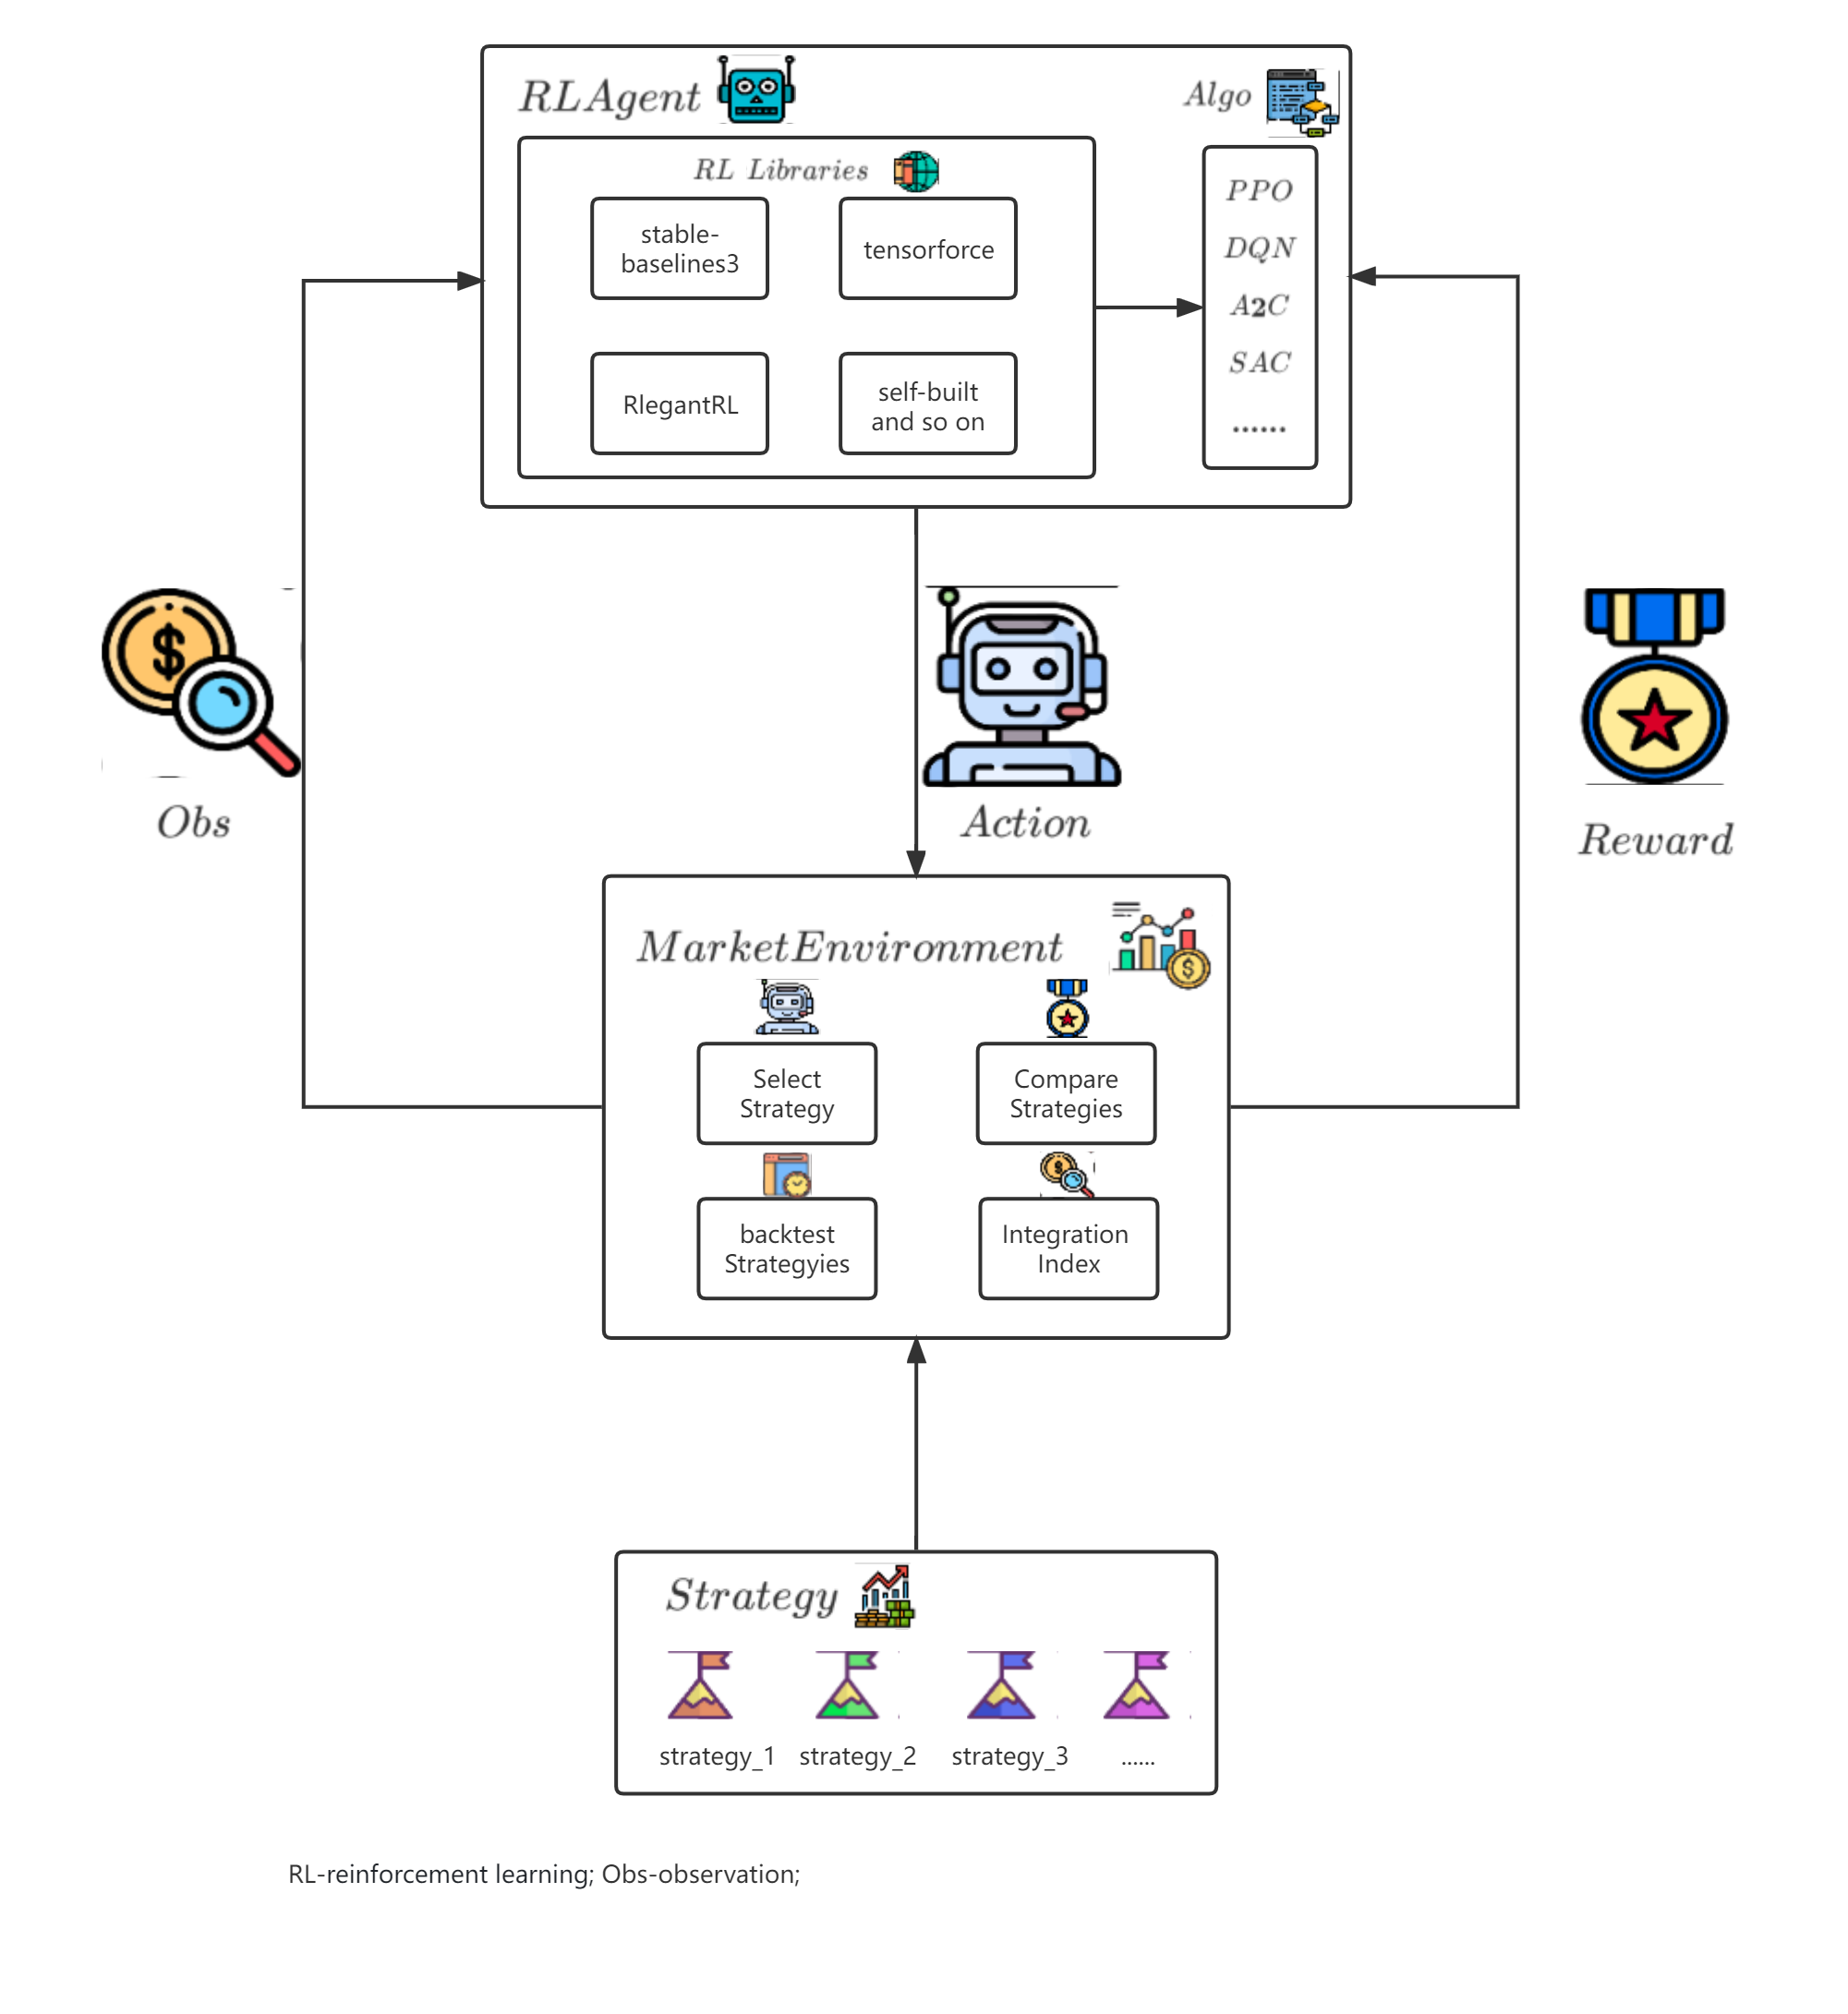 RLAgent
Algo
RL Libraries
stable-
baselines3
tensorforce
RlegantRL
self-built
and so on
PPO
DQN
A2C
SAC
......
Obs
Action
Reward
MarketEnvironment
Select
Strategy
Compare
Strategies
backtest
Strategyies
Integration
Index
Strategy
strategy_1
strategy_2
strategy_3
......
RL-reinforcement learning; Obs-observation;